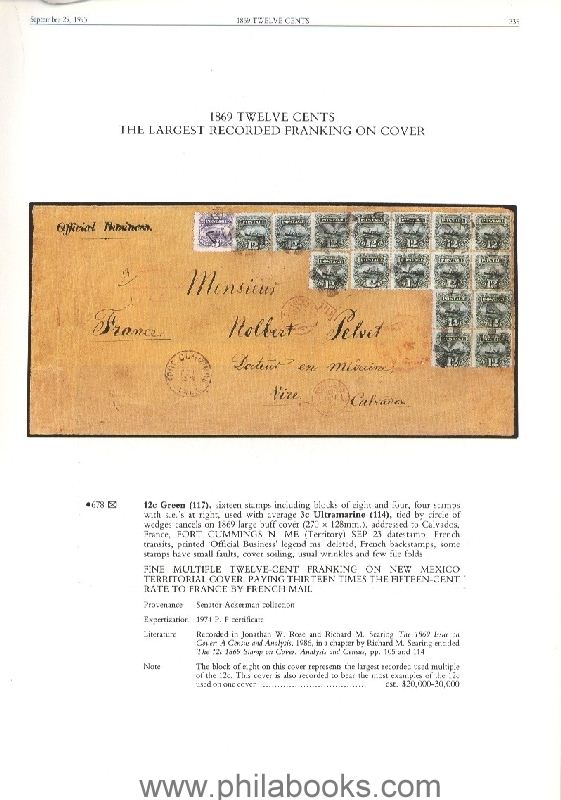 September 23, 1993 1869 TWELVE CENTS
1869 TWELVE CENTS
THE LARGEST RECORDED FRANKING ON COVER
Official Business.
Monsieur
France Nolbert Pelvet
Docteur en Médecine
Vire
Calvados
678 12c Green (117), sixteen stamps including blocks of eight and four, four stamps
with s.e.'s at right, used with average 3c Ultramarine (114), tied by circle of
wedges cancels on 1869 large buff cover (270 × 128mm.), addressed to Calvados,
France, FORT CUMMINGS N ME (Territory) SEP 23 datestamp. French
transits, printed 'Official Business' legend ms. deleted, French backstamps, some
stamps have small faults, cover soiling, usual wrinkles and few file folds
FINE MULTIPLE TWELVE-CENT FRANKING ON NEW MEXICO
TERRITORIAL COVER. PAYING THIRTEEN TIMES THE FIFTEEN-CENT
RATE TO FRANCE BY FRENCH MAIL
Provenance Senator Ackerman collection
Expertization 1974 P. F. certificate
Literature Recorded in Jonathan W. Rose and Richard M. Searing The 1869 Issue on
Cover: A Census and Analysis, 1986, in a chapter by Richard M. Searing entitled
The 12c 1869 Stamp on Cover: Analysis and Census, pp. 106 and 114
Note The block of eight on this cover represents the largest recorded used multiple
of the 12c. This cover is also recorded to bear the most examples of the 12c
used on one cover .................................. est. $20,000-30,000
www.philabooks.com